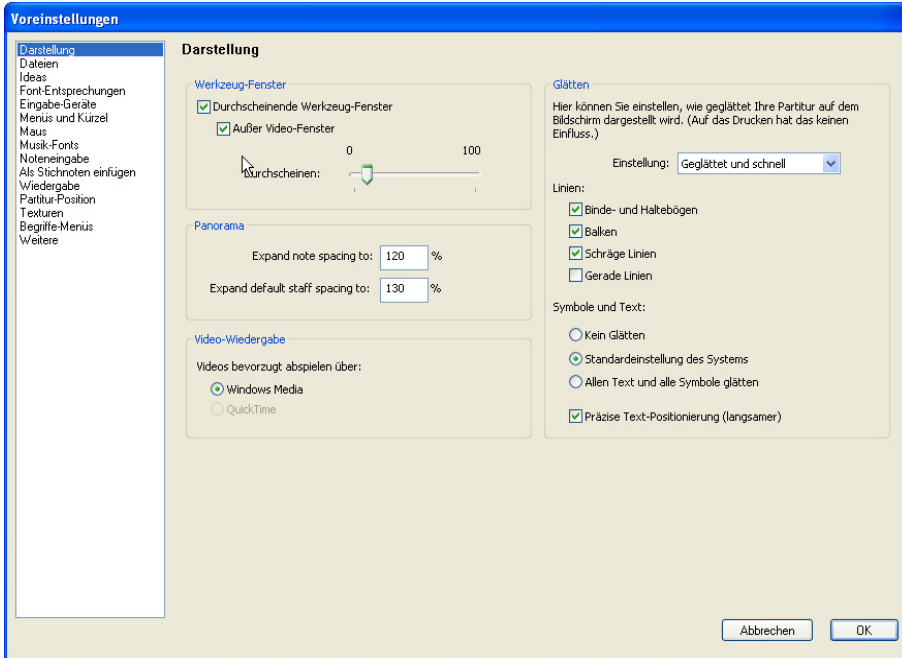 Voreinstellungen
Darstellung
Dateien
Ideas
Font-Entsprechungen
Eingabe-Geräte
Menüs und Kürzel
Maus
Musik-Fonts
Noteneingabe
Als Stichnoten einfügen
Wiedergabe
Partitur-Position
Texturen
Begriffe-Menüs
Weitere
Darstellung
Werkzeug-Fenster
Durchscheinende Werkzeug-Fenster
Außer Video-Fenster
0 100
Durchscheinen:
Panorama
Expand note spacing to: 120 %
Expand default staff spacing to: 130 %
Video-Wiedergabe
Videos bevorzugt abspielen über:
Windows Media
QuickTime
Glätten
Hier können Sie einstellen, wie geglättet Ihre Partitur auf dem
Bildschirm dargestellt wird. (Auf das Drucken hat das keinen
Einfluss.)
Einstellung: Geglättet und schnell
Linien:
Binde- und Haltebögen
Balken
Schräge Linien
Gerade Linien
Symbole und Text:
Kein Glätten
Standardeinstellung des Systems
Allen Text und alle Symbole glätten
Präzise Text-Positionierung (langsamer)
Abbrechen
OK